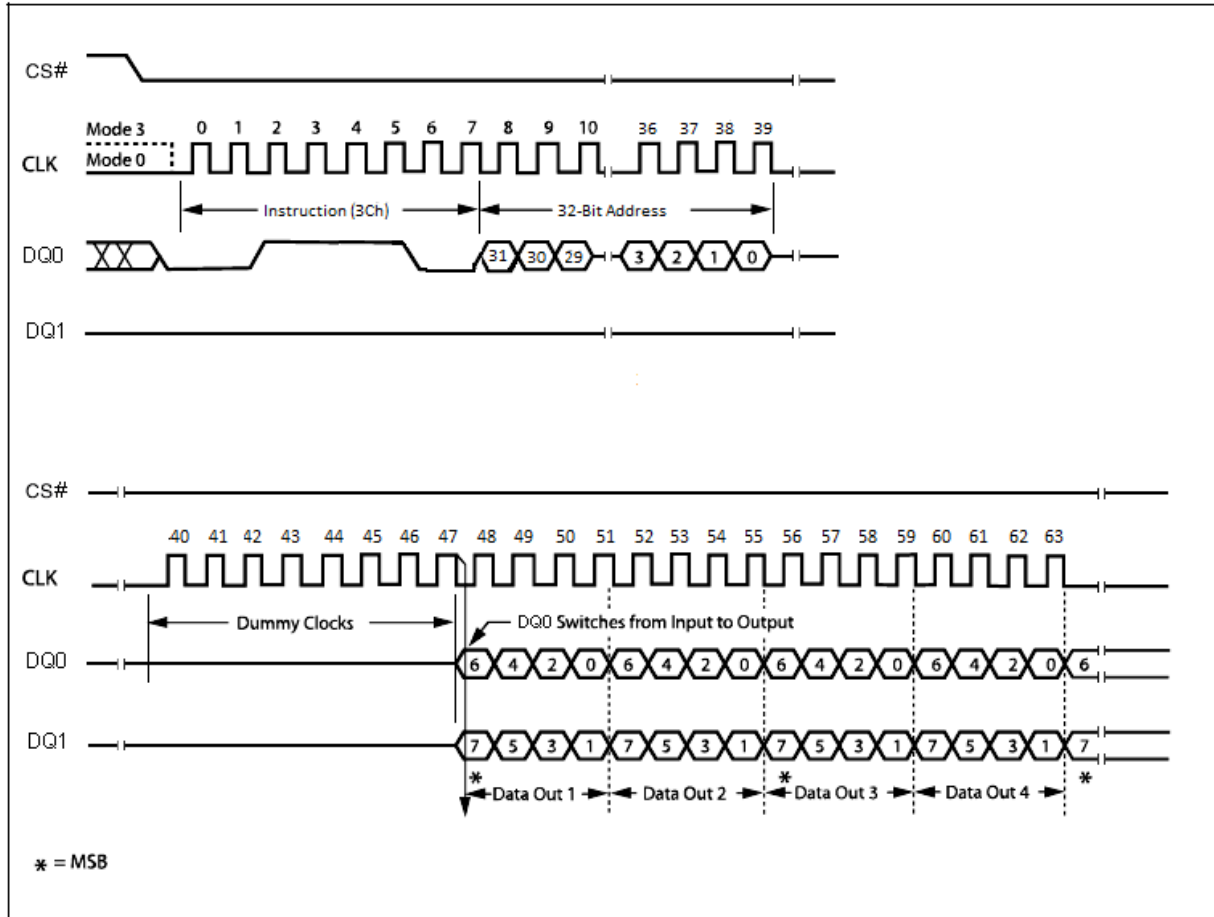 CS#
Mode 3 0 1 2 3 4 5 6 7 8 9 10 36 37 38 39
CLK Mode 0
Instruction (3Ch) 32-Bit Address
DQ0 31 30 29 3 2 1 0
DQ1
CS#
40 41 42 43 44 45 46 47 48 49 50 51 52 53 54 55 56 57 58 59 60 61 62 63
CLK
Dummy Clocks DQ0 Switches from Input to Output
DQ0 6 4 2 0 6 4 2 0 6 4 2 0 6 4 2 0 6
DQ1 7 5 3 1 7 5 3 1 7 5 3 1 7 5 3 1 7
* * *
Data Out 1 Data Out 2 Data Out 3 Data Out 4
* = MSB